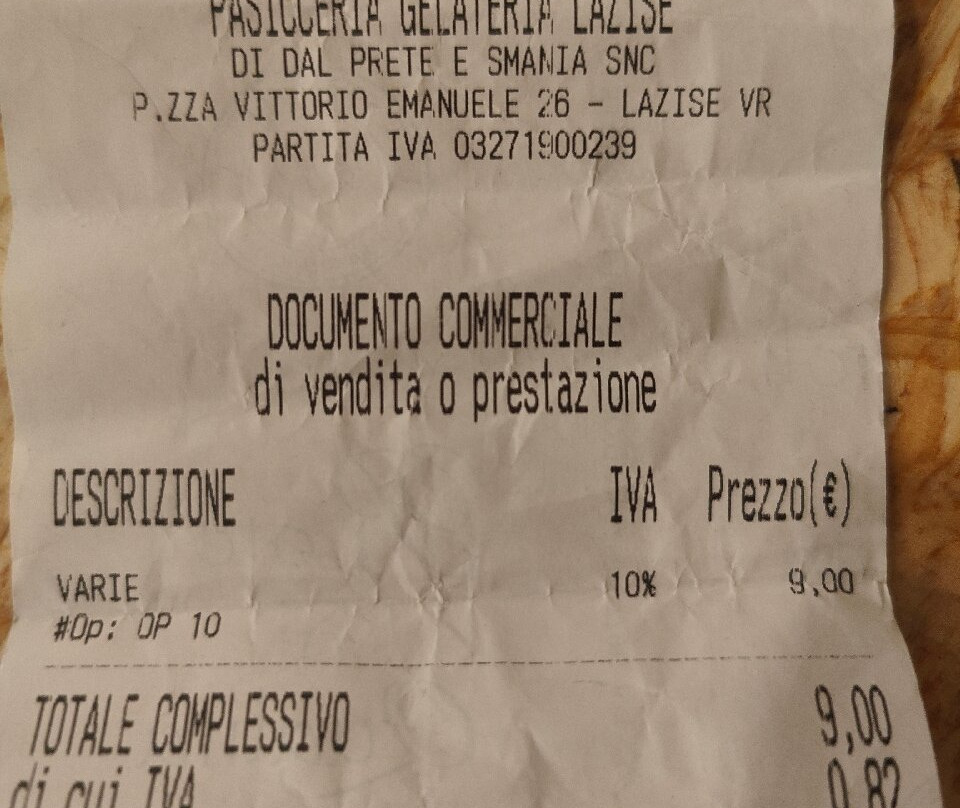 PASICCERIA GELATERIA LAZISE
DI DAL PRETE E SMANIA SNC
P.ZZA VITTORIO EMANUELE 26 - LAZISE VR
PARTITA IVA 03271900239
DOCUMENTO COMMERCIALE
di vendita o prestazione
DESCRIZIONE IVA Prezzo(€)
VARIE 10% 9,00
#Op: OP 10
TOTALE COMPLESSIVO 9,00
di cui IVA 0,82